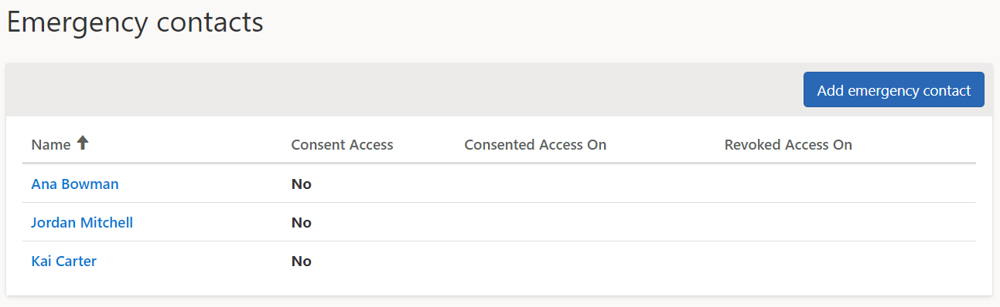 Emergency contacts
Add emergency contact
Name Consent Access Consented Access On Revoked Access On
Ana Bowman No
Jordan Mitchell No
Kai Carter No